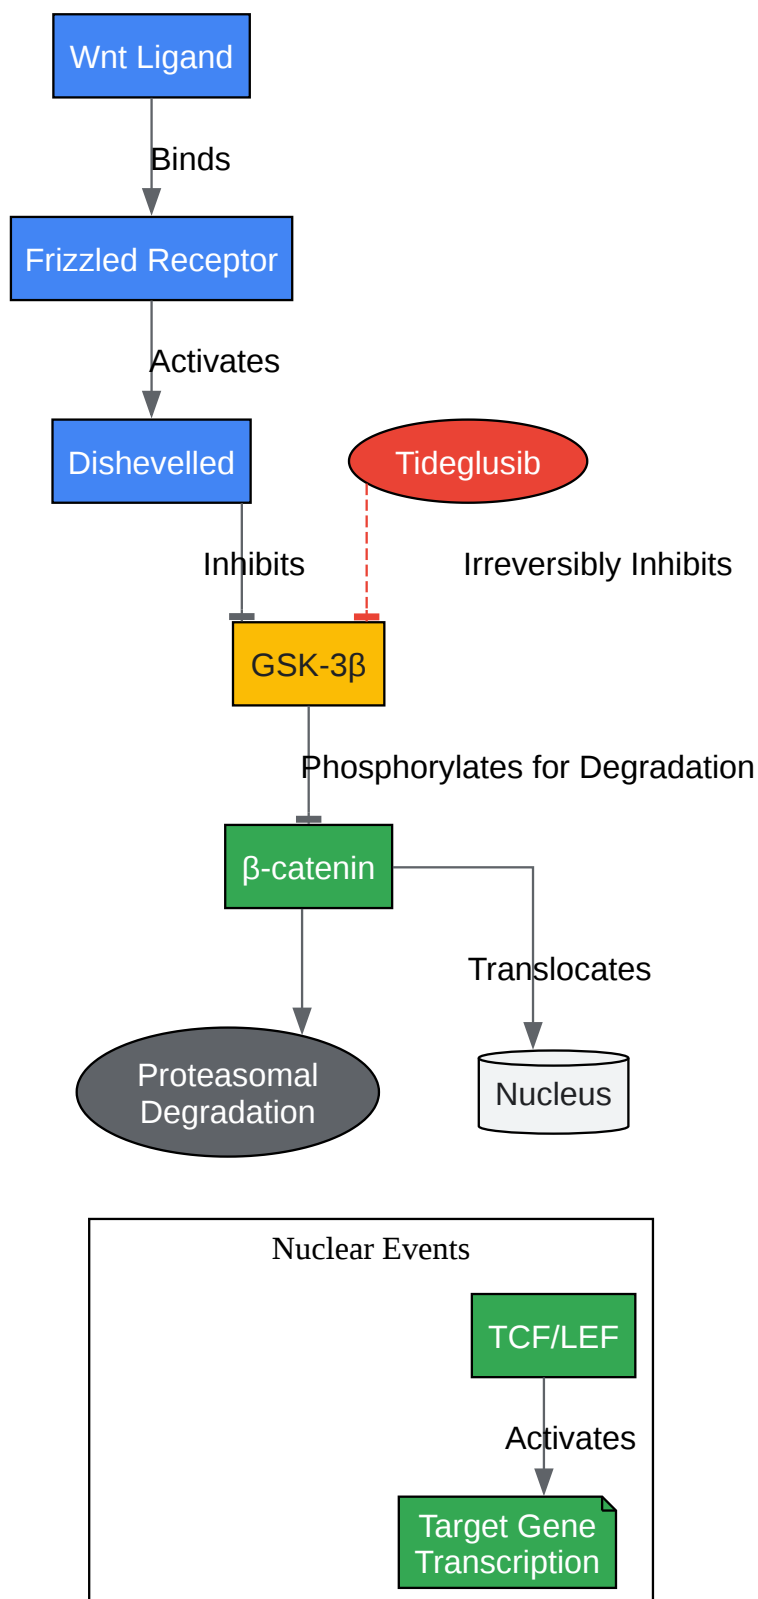 Wnt Ligand
Binds
Frizzled Receptor
Activates
Dishevelled
Tideglusib
Inhibits
Irreversibly Inhibits
GSK-3β
Phosphorylates for Degradation
β-catenin
Translocates
Proteasomal
Degradation
Nucleus
Nuclear Events
TCF/LEF
Activates
Target Gene
Transcription